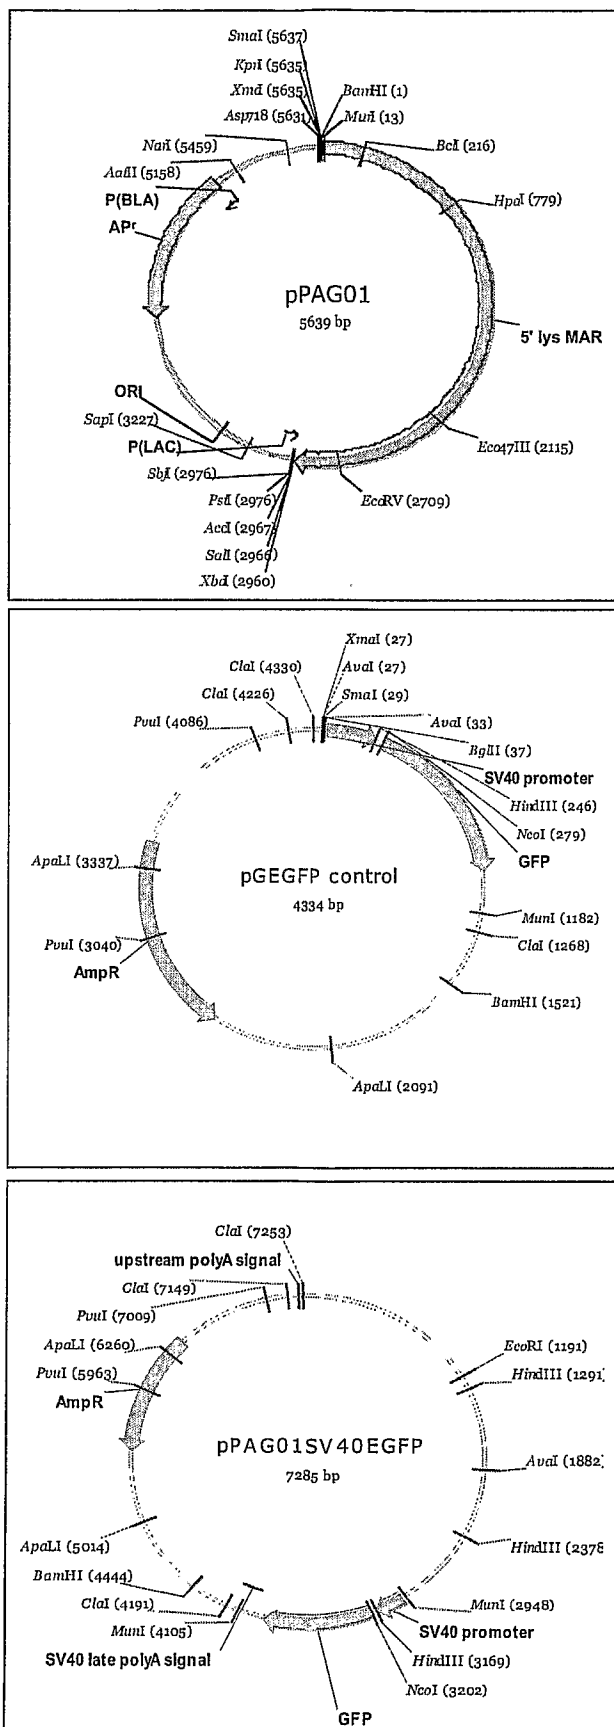 SmaI (5637)
KpnI (5635)
XmaI (5635)
Asp718 (5631)
BamHI (1)
MunI (13)
NarI (5459)
BclI (216)
AatII (5158)
P(BLA)
HpaI (779)
APr
pPAG01
5639 bp
5' lys MAR
ORI
SapI (3227)
P(LAC)
Eco47III (2115)
SbfI (2976)
PstI (2976)
EcoRV (2709)
AccI (2967)
SalI (2966)
XbaI (2960)
XmaI (27)
ClaI (4330)
AvaI (27)
ClaI (4226)
SmaI (29)
PvuI (4086)
AvaI (33)
BglII (37)
SV40 promoter
HindIII (246)
NcoI (279)
GFP
ApaLI (3337)
pGEGFP control
4334 bp
MunI (1182)
PvuI (3040)
ClaI (1268)
AmpR
BamHI (1521)
ApaLI (2091)
ClaI (7253)
upstream polyA signal
ClaI (7149)
PvuI (7009)
ApaLI (6260)
EcoRI (1191)
PvuI (5963)
HindIII (1291)
AmpR
pPAG01SV40EGFP
7285 bp
AvaI (1882)
ApaLI (5014)
HindIII (2378
BamHI (4444)
ClaI (4191)
MunI (2948)
MunI (4105)
SV40 promoter
SV40 late polyA signal
HindIII (3169)
NcoI (3202)
GFP